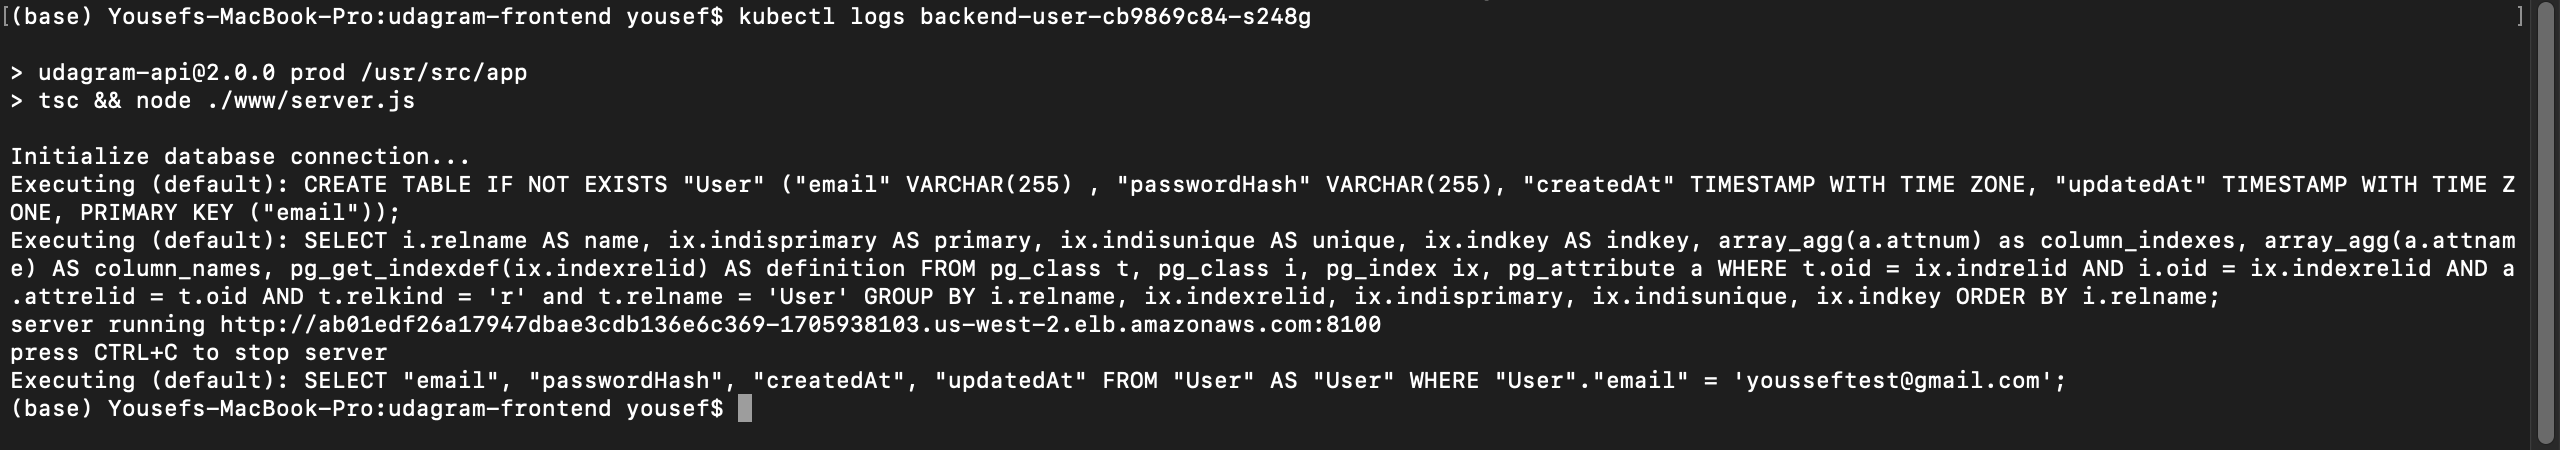 [(base) Yousefs-MacBook-Pro:udagram-frontend yousef$ kubectl logs backend-user-cb9869c84-s248g ]
> udagram-api@2.0.0 prod /usr/src/app
> tsc && node ./www/server.js
Initialize database connection...
Executing (default): CREATE TABLE IF NOT EXISTS "User" ("email" VARCHAR(255) , "passwordHash" VARCHAR(255), "createdAt" TIMESTAMP WITH TIME ZONE, "updatedAt" TIMESTAMP WITH TIME Z
ONE, PRIMARY KEY ("email"));
Executing (default): SELECT i.relname AS name, ix.indisprimary AS primary, ix.indisunique AS unique, ix.indkey AS indkey, array_agg(a.attnum) as column_indexes, array_agg(a.attnam
e) AS column_names, pg_get_indexdef(ix.indexrelid) AS definition FROM pg_class t, pg_class i, pg_index ix, pg_attribute a WHERE t.oid = ix.indrelid AND i.oid = ix.indexrelid AND a
.attrelid = t.oid AND t.relkind = 'r' and t.relname = 'User' GROUP BY i.relname, ix.indexrelid, ix.indisprimary, ix.indisunique, ix.indkey ORDER BY i.relname;
server running http://ab01edf26a17947dbae3cdb136e6c369-1705938103.us-west-2.elb.amazonaws.com:8100
press CTRL+C to stop server
Executing (default): SELECT "email", "passwordHash", "createdAt", "updatedAt" FROM "User" AS "User" WHERE "User"."email" = 'yousseftest@gmail.com';
(base) Yousefs-MacBook-Pro:udagram-frontend yousef$